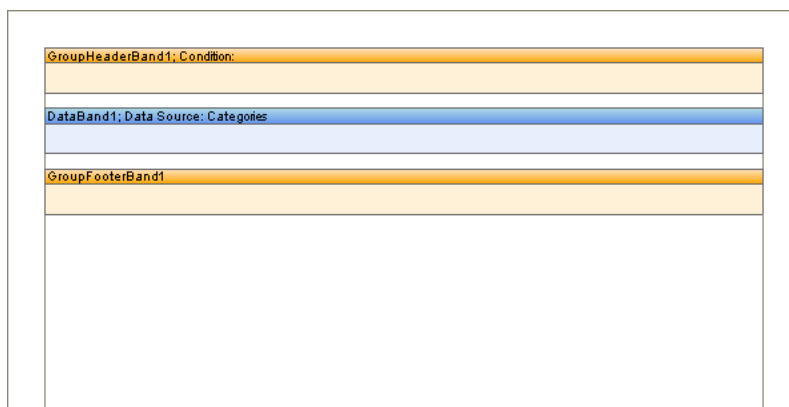 GroupHeaderBand1; Condition:
DataBand1; Data Source: Categories
GroupFooterBand1